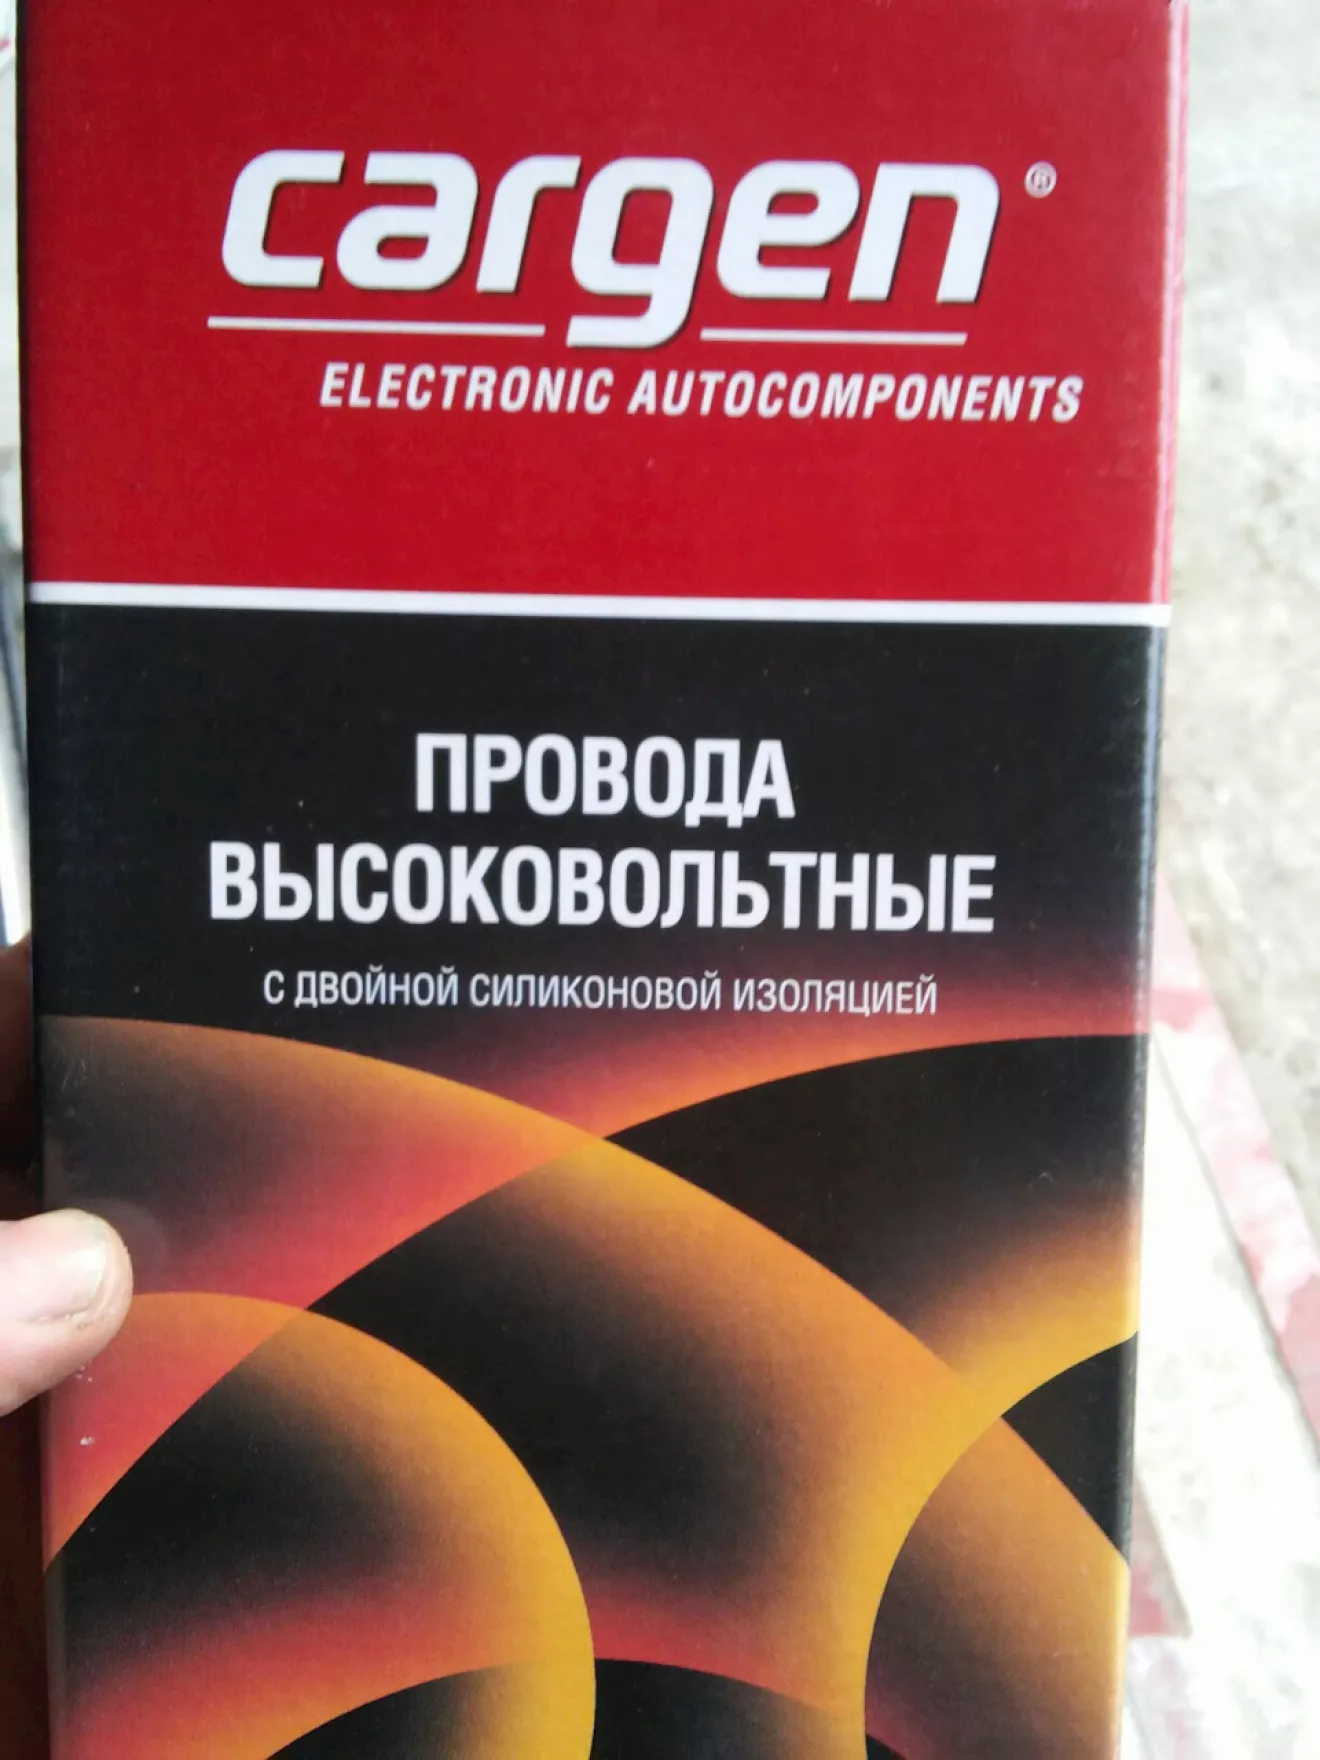 cargen®
ELECTRONIC AUTOCOMPONENTS
ПРОВОДА
ВЫСОКОВОЛЬТНЫЕ
С ДВОЙНОЙ СИЛИКОНОВОЙ ИЗОЛЯЦИЕЙ